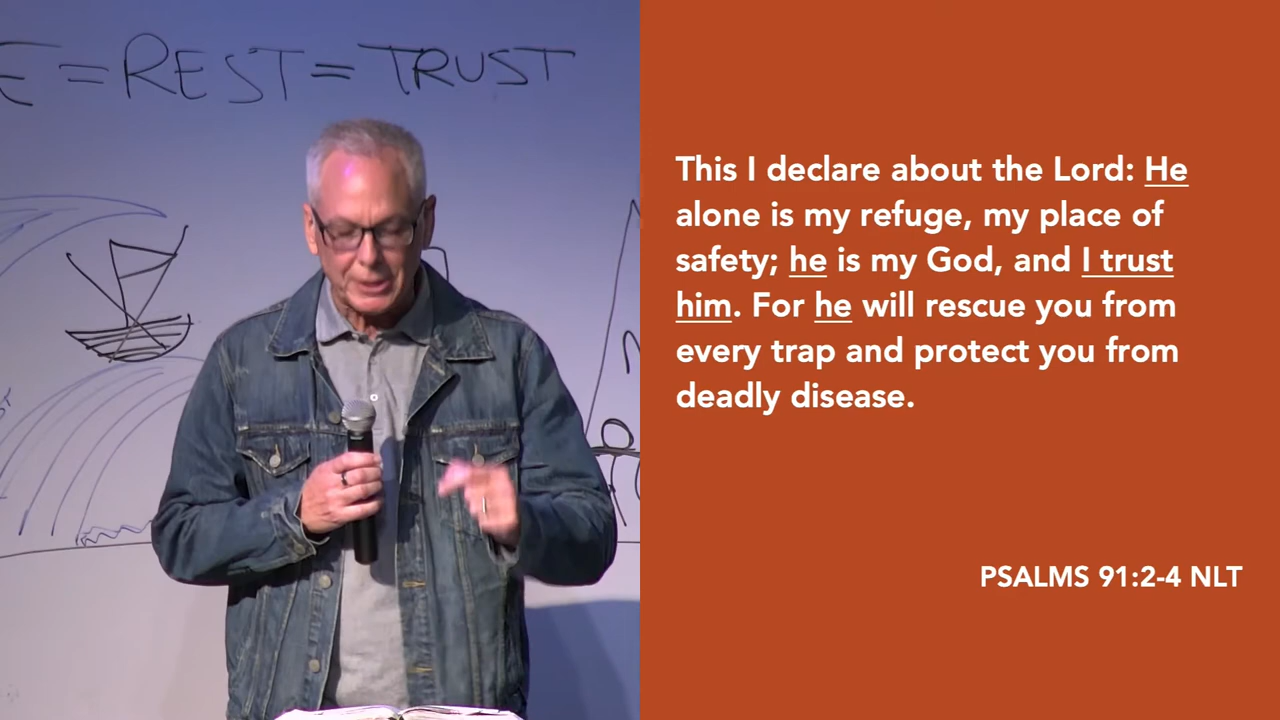 = REST = TRUST
This I declare about the Lord: He
alone is my refuge, my place of
safety; he is my God, and I trust
him. For he will rescue you from
every trap and protect you from
deadly disease.
PSALMS 91:2-4 NLT